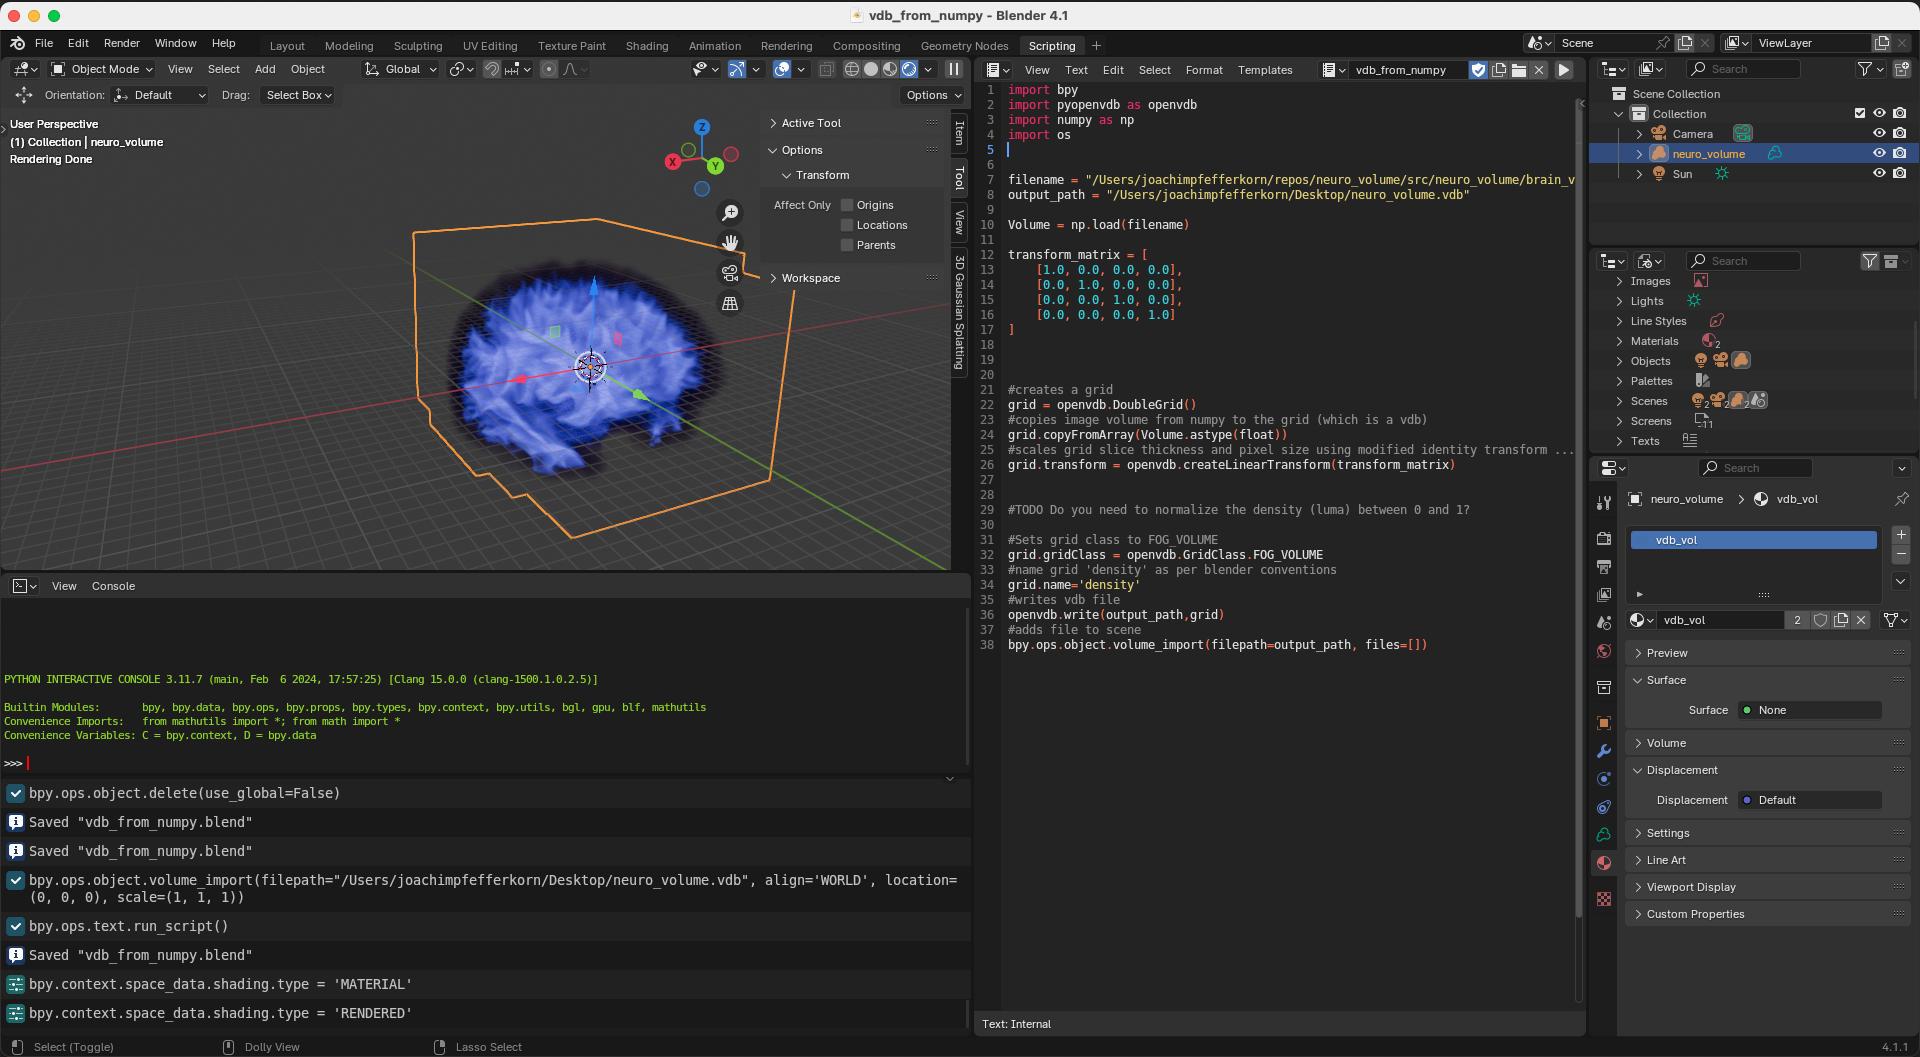 vdb_from_numpy - Blender 4.1
File Edit Render Window Help
Layout Modeling Sculpting UV Editing Texture Paint Shading Animation Rendering Compositing Geometry Nodes Scripting +
Scene ViewLayer
Object Mode View Select Add Object Global
Orientation: Default Drag: Select Box Options
User Perspective
(1) Collection | neuro_volume
Rendering Done
Z
X
Y
Active Tool
Options
Transform
Affect Only Origins
Locations
Parents
Workspace
Item
Tool
View
3D Gaussian Splatting
View Console
PYTHON INTERACTIVE CONSOLE 3.11.7 (main, Feb  6 2024, 17:57:25) [Clang 15.0.0 (clang-1500.1.0.2.5)]
Builtin Modules:       bpy, bpy.data, bpy.ops, bpy.props, bpy.types, bpy.context, bpy.utils, bgl, gpu, blf, mathutils
Convenience Imports:   from mathutils import *; from math import *
Convenience Variables: C = bpy.context, D = bpy.data
>>>
bpy.ops.object.delete(use_global=False)
Saved "vdb_from_numpy.blend"
Saved "vdb_from_numpy.blend"
bpy.ops.object.volume_import(filepath="/Users/joachimpfefferkorn/Desktop/neuro_volume.vdb", align='WORLD', location=
(0, 0, 0), scale=(1, 1, 1))
bpy.ops.text.run_script()
Saved "vdb_from_numpy.blend"
bpy.context.space_data.shading.type = 'MATERIAL'
bpy.context.space_data.shading.type = 'RENDERED'
Select (Toggle) Dolly View Lasso Select
View Text Edit Select Format Templates vdb_from_numpy
1 import bpy
2 import pyopenvdb as openvdb
3 import numpy as np
4 import os
5
6
7 filename = "/Users/joachimpfefferkorn/repos/neuro_volume/src/neuro_volume/brain_v
8 output_path = "/Users/joachimpfefferkorn/Desktop/neuro_volume.vdb"
9
10 Volume = np.load(filename)
11
12 transform_matrix = [
13     [1.0, 0.0, 0.0, 0.0],
14     [0.0, 1.0, 0.0, 0.0],
15     [0.0, 0.0, 1.0, 0.0],
16     [0.0, 0.0, 0.0, 1.0]
17 ]
18
19
20
21 #creates a grid
22 grid = openvdb.DoubleGrid()
23 #copies image volume from numpy to the grid (which is a vdb)
24 grid.copyFromArray(Volume.astype(float))
25 #scales grid slice thickness and pixel size using modified identity transform ...
26 grid.transform = openvdb.createLinearTransform(transform_matrix)
27
28
29 #TODO Do you need to normalize the density (luma) between 0 and 1?
30
31 #Sets grid class to FOG_VOLUME
32 grid.gridClass = openvdb.GridClass.FOG_VOLUME
33 #name grid 'density' as per blender conventions
34 grid.name='density'
35 #writes vdb file
36 openvdb.write(output_path,grid)
37 #adds file to scene
38 bpy.ops.object.volume_import(filepath=output_path, files=[])
Text: Internal
Search
Scene Collection
Collection
Camera
neuro_volume
Sun
Search
Images
Lights
Line Styles
Materials 2
Objects
Palettes
Scenes 2 2 2
Screens 11
Texts
Search
neuro_volume > vdb_vol
vdb_vol
vdb_vol 2
Preview
Surface
Surface None
Volume
Displacement
Displacement Default
Settings
Line Art
Viewport Display
Custom Properties
4.1.1